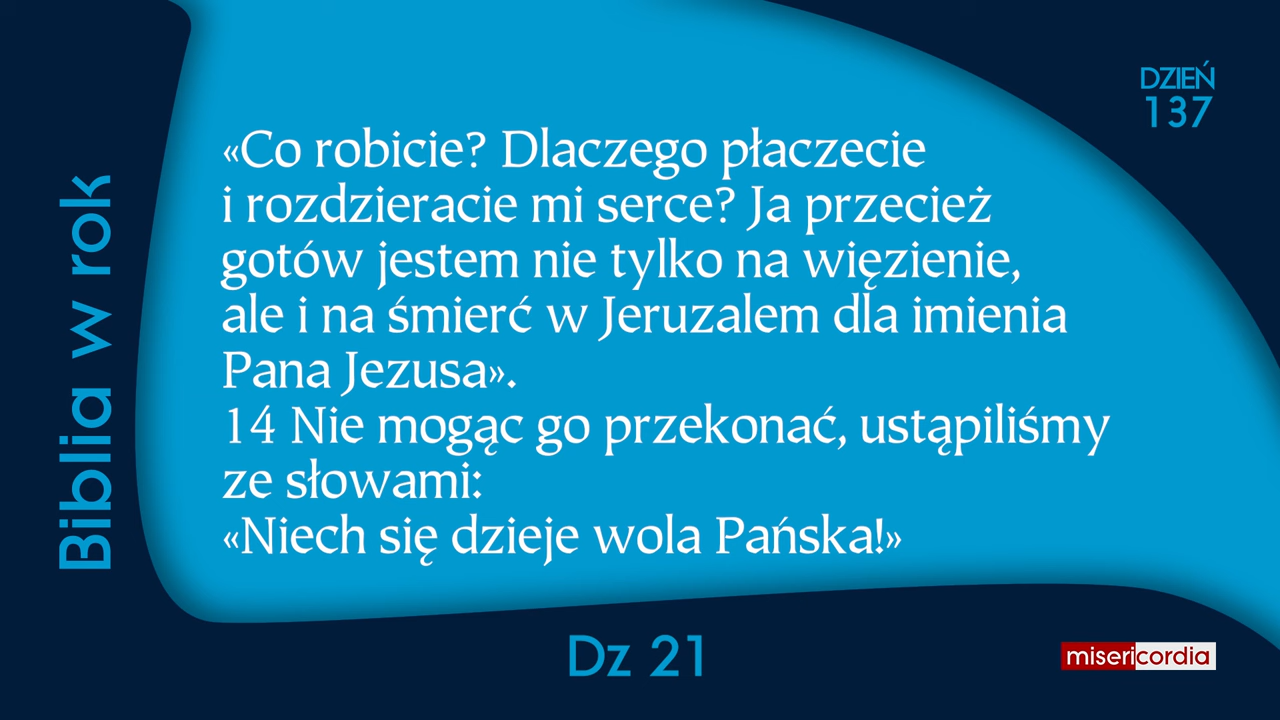 DZIEŃ
137
Biblia w rok
«Co robicie? Dlaczego płaczecie
i rozdzieracie mi serce? Ja przecież
gotów jestem nie tylko na więzienie,
ale i na śmierć w Jeruzalem dla imienia
Pana Jezusa».
14 Nie mogąc go przekonać, ustąpiliśmy
ze słowami:
«Niech się dzieje wola Pańska!»
Dz 21
misericordia